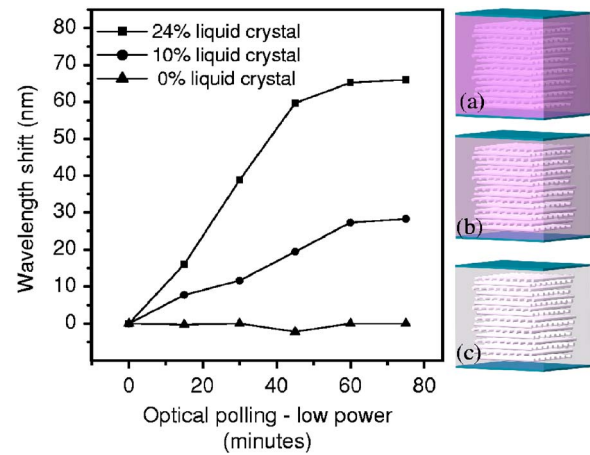 80
70
60
50
40
30
20
10
0
Wavelength shift (nm)
24% liquid crystal
10% liquid crystal
0% liquid crystal
0
20
40
60
80
Optical polling - low power
(minutes)
(a)
(b)
(c)